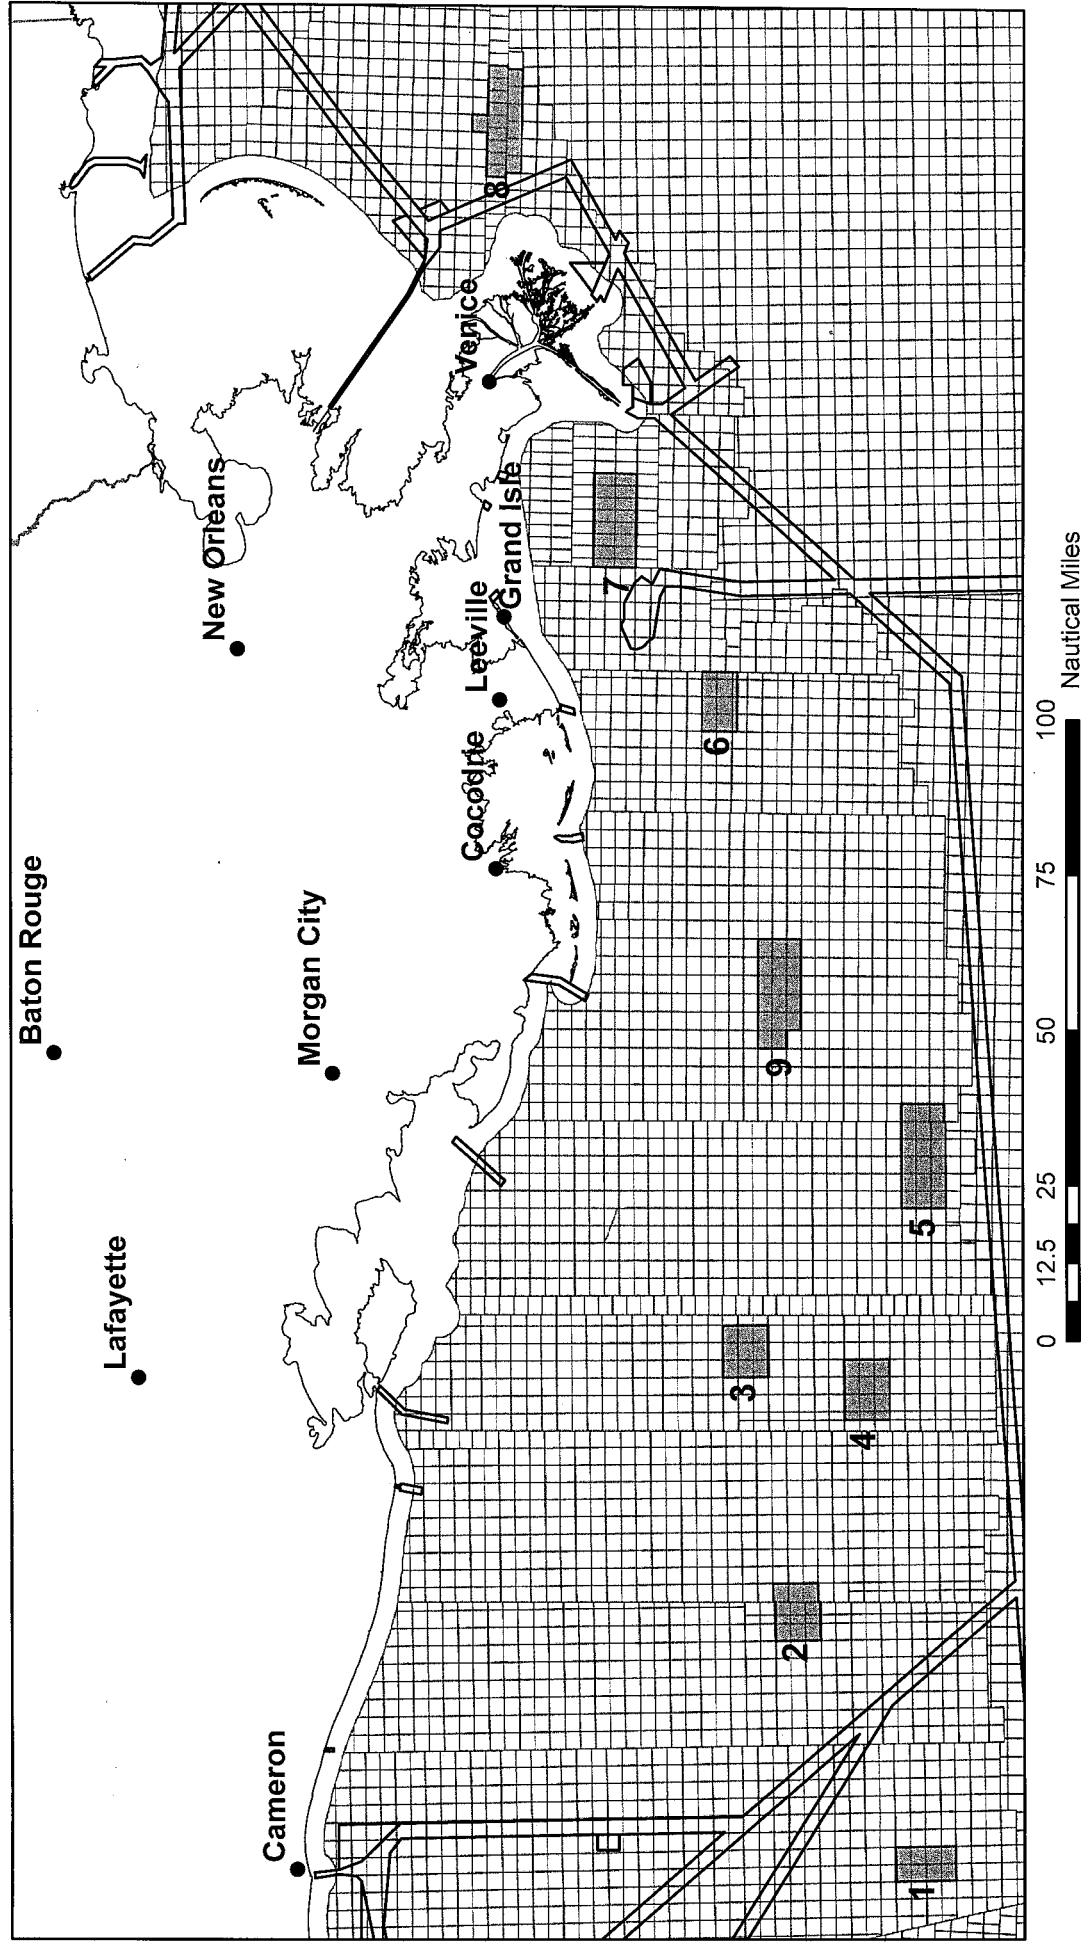 Baton Rouge
Lafayette
New Orleans
Cameron
Morgan City
Venice
Cocodrie
Leeville
Grand Isle
8
7
6
3
2
9
4
1
5
0 12.5 25 50 75 100
Nautical Miles